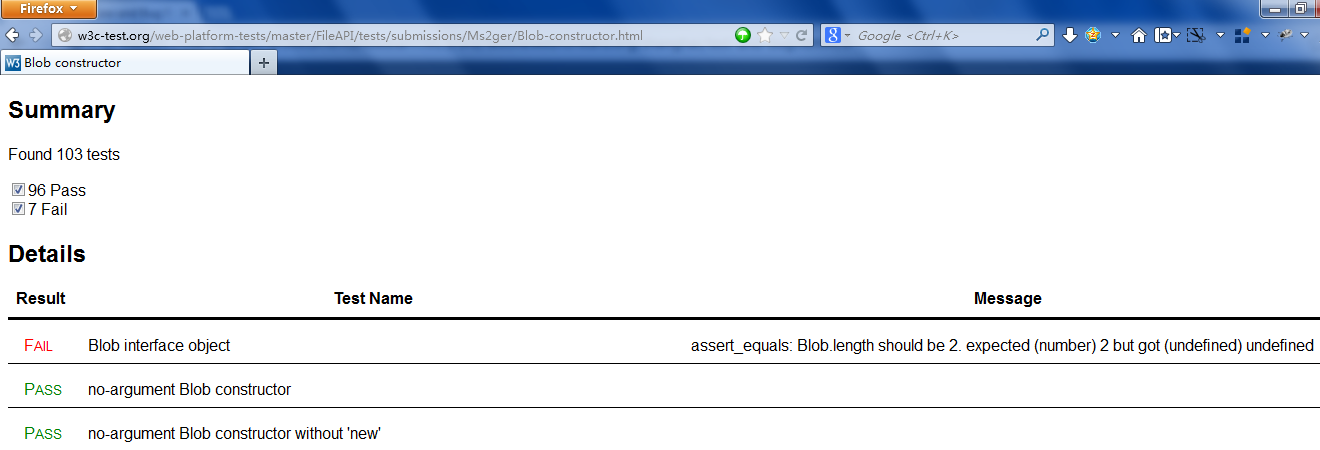 Firefox
w3c-test.org/web-platform-tests/master/FileAPI/tests/submissions/Ms2ger/Blob-constructor.html
Google <Ctrl+K>
W3 Blob constructor
Summary
Found 103 tests
96 Pass
7 Fail
Details
Result Test Name Message
FAIL Blob interface object assert_equals: Blob.length should be 2. expected (number) 2 but got (undefined) undefined
PASS no-argument Blob constructor
PASS no-argument Blob constructor without 'new'